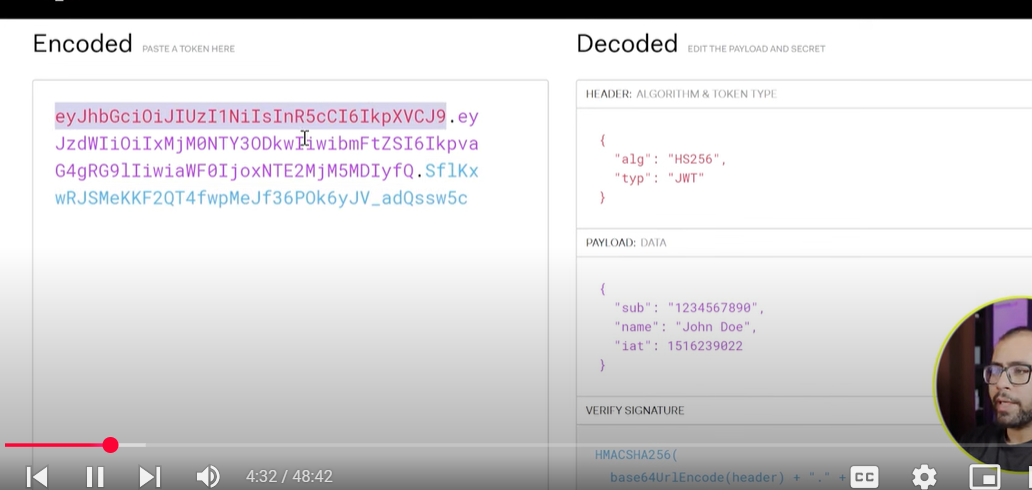 Encoded PASTE A TOKEN HERE
eyJhbGciOiJIUzI1NiIsInR5cCI6IkpXVCJ9.ey
JzdWIiOiIxMjM0NTY3ODkwIiwibmFtZSI6Ikpva
G4gRG9lIiwiaWF0IjoxNTE2MjM5MDIyfQ.SflKx
wRJSMeKKF2QT4fwpMeJf36POk6yJV_adQssw5c
Decoded EDIT THE PAYLOAD AND SECRET
HEADER: ALGORITHM & TOKEN TYPE
{
"alg": "HS256",
"typ": "JWT"
}
PAYLOAD: DATA
{
"sub": "1234567890",
"name": "John Doe",
"iat": 1516239022
}
VERIFY SIGNATURE
HMACSHA256(
base64UrlEncode(header) + "." +
4:32 / 48:42
CC